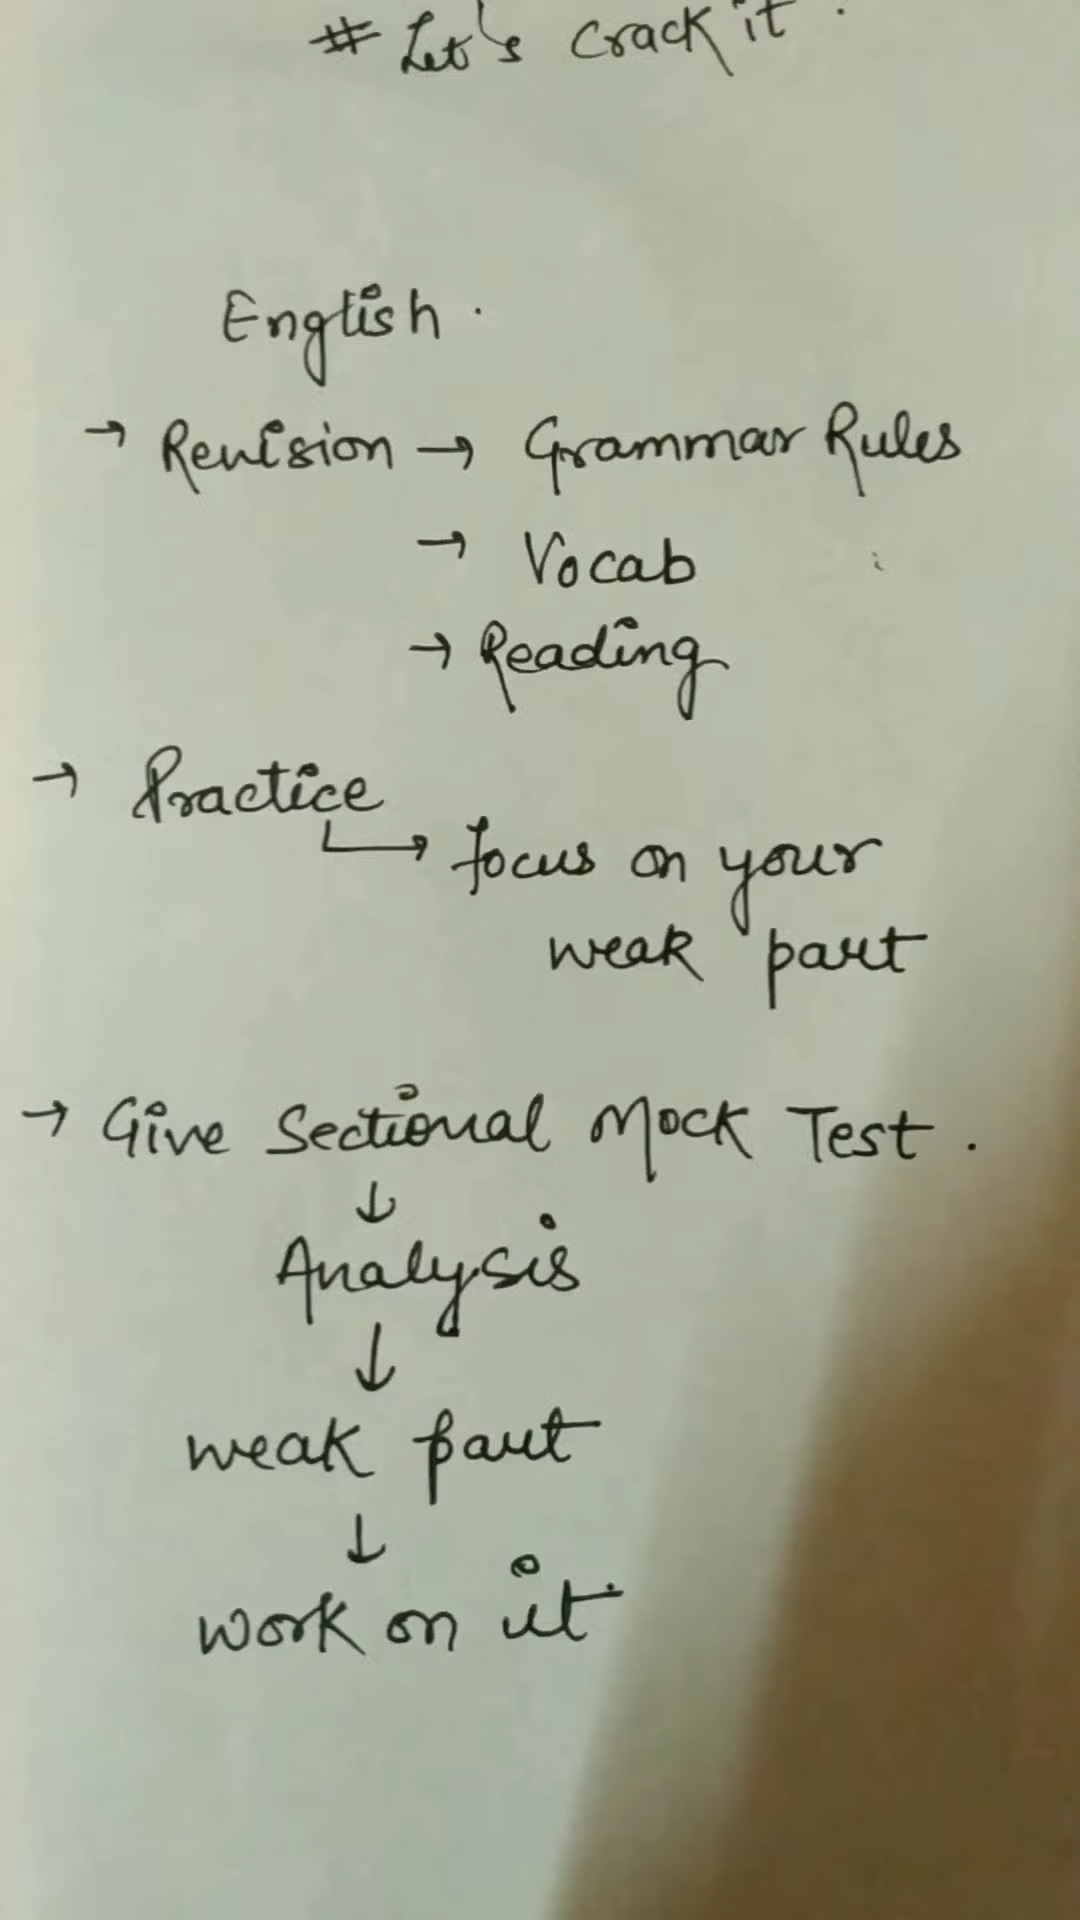 # Let's crack it.
English.
→ Revision → Grammar Rules
→ Vocab
→ Reading
→ Practice
↳ focus on your
weak part
→ Give Sectional Mock Test.
↓
Analysis
↓
weak part
↓
work on it